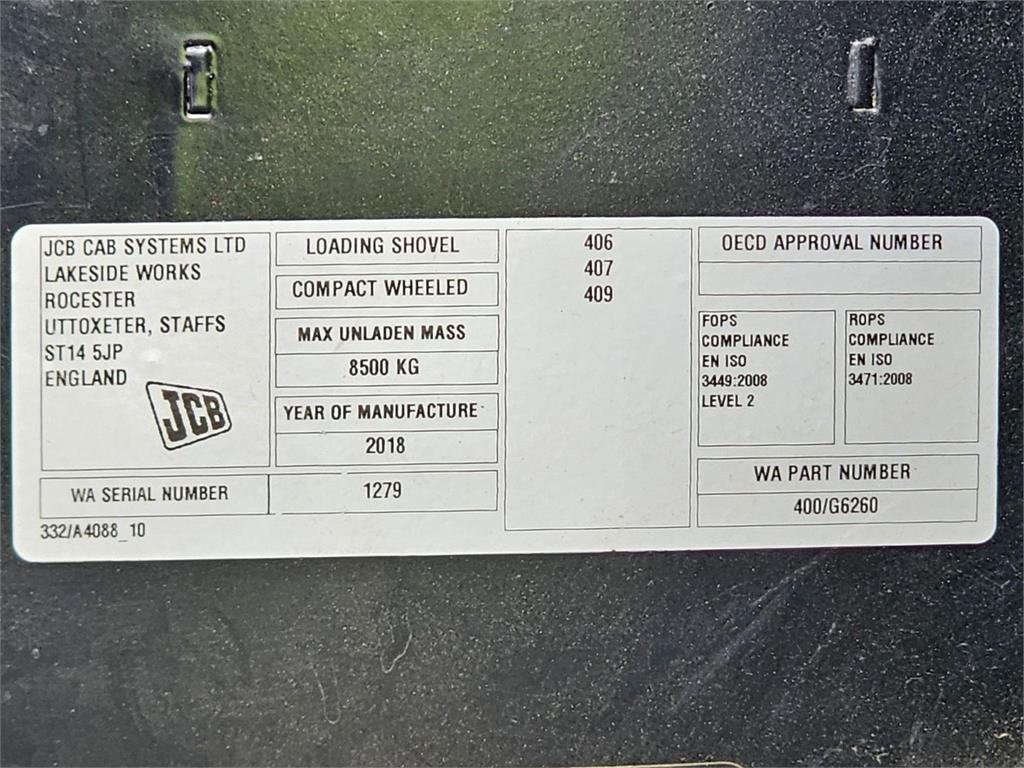 JCB CAB SYSTEMS LTD
LAKESIDE WORKS
ROCESTER
UTTOXETER, STAFFS
ST14 5JP
ENGLAND
JCB
WA SERIAL NUMBER
332/A4088_10
LOADING SHOVEL
COMPACT WHEELED
MAX UNLADEN MASS
8500 KG
YEAR OF MANUFACTURE
2018
1279
406
407
409
OECD APPROVAL NUMBER
FOPS
COMPLIANCE
EN ISO
3449:2008
LEVEL 2
ROPS
COMPLIANCE
EN ISO
3471:2008
WA PART NUMBER
400/G6260